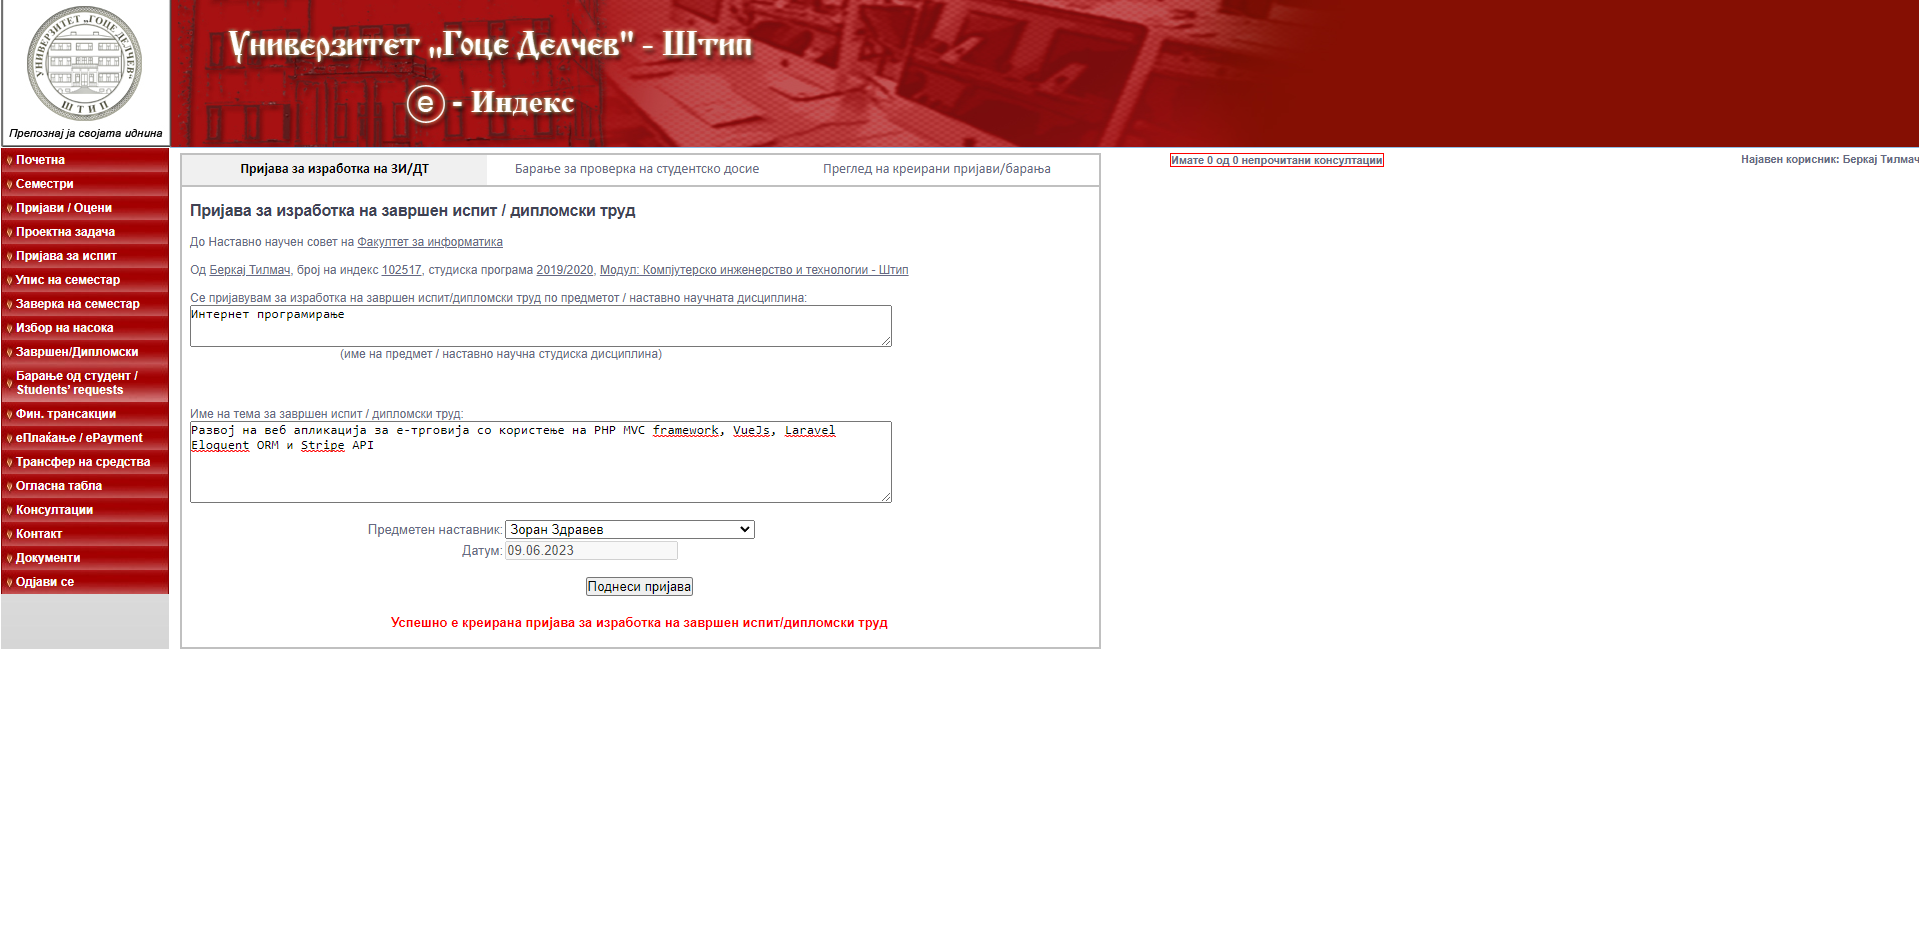 УНИВЕРЗИТЕТ „ГОЦЕ ДЕЛЧЕВ“
ШТИП
Препознај ја својата иднина
Универзитет „Гоце Делчев" - Штип
e - Индекс
Почетна
Семестри
Пријави / Оцени
Проектна задача
Пријава за испит
Упис на семестар
Заверка на семестар
Избор на насока
Завршен/Дипломски
Барање од студент /
Students' requests
Фин. трансакции
еПлаќање / ePayment
Трансфер на средства
Огласна табла
Консултации
Контакт
Документи
Одјави се
Пријава за изработка на ЗИ/ДТ
Барање за проверка на студентско досие
Преглед на креирани пријави/барања
Имате 0 од 0 непрочитани консултации
Најавен корисник: Беркај Тилмач
Пријава за изработка на завршен испит / дипломски труд
До Наставно научен совет на Факултет за информатика
Од Беркај Тилмач, број на индекс 102517, студиска програма 2019/2020, Модул: Компјутерско инженерство и технологии - Штип
Се пријавувам за изработка на завршен испит/дипломски труд по предметот / наставно научната дисциплина:
Интернет програмирање
(име на предмет / наставно научна студиска дисциплина)
Име на тема за завршен испит / дипломски труд:
Развој на веб апликација за е-трговија со користење на PHP MVC framework, VueJs, Laravel
Eloquent ORM и Stripe API
Предметен наставник: Зоран Здравев
Датум: 09.06.2023
Поднеси пријава
Успешно е креирана пријава за изработка на завршен испит/дипломски труд